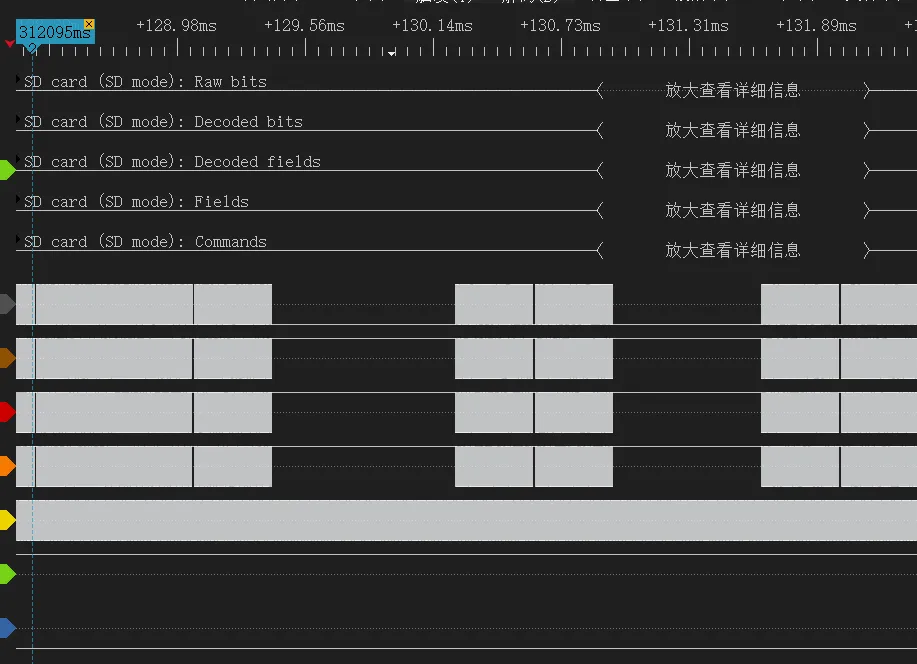 312095ms +128.98ms +129.56ms +130.14ms +130.73ms +131.31ms +131.89ms
SD card (SD mode): Raw bits 放大查看详细信息
SD card (SD mode): Decoded bits 放大查看详细信息
SD card (SD mode): Decoded fields 放大查看详细信息
SD card (SD mode): Fields 放大查看详细信息
SD card (SD mode): Commands 放大查看详细信息